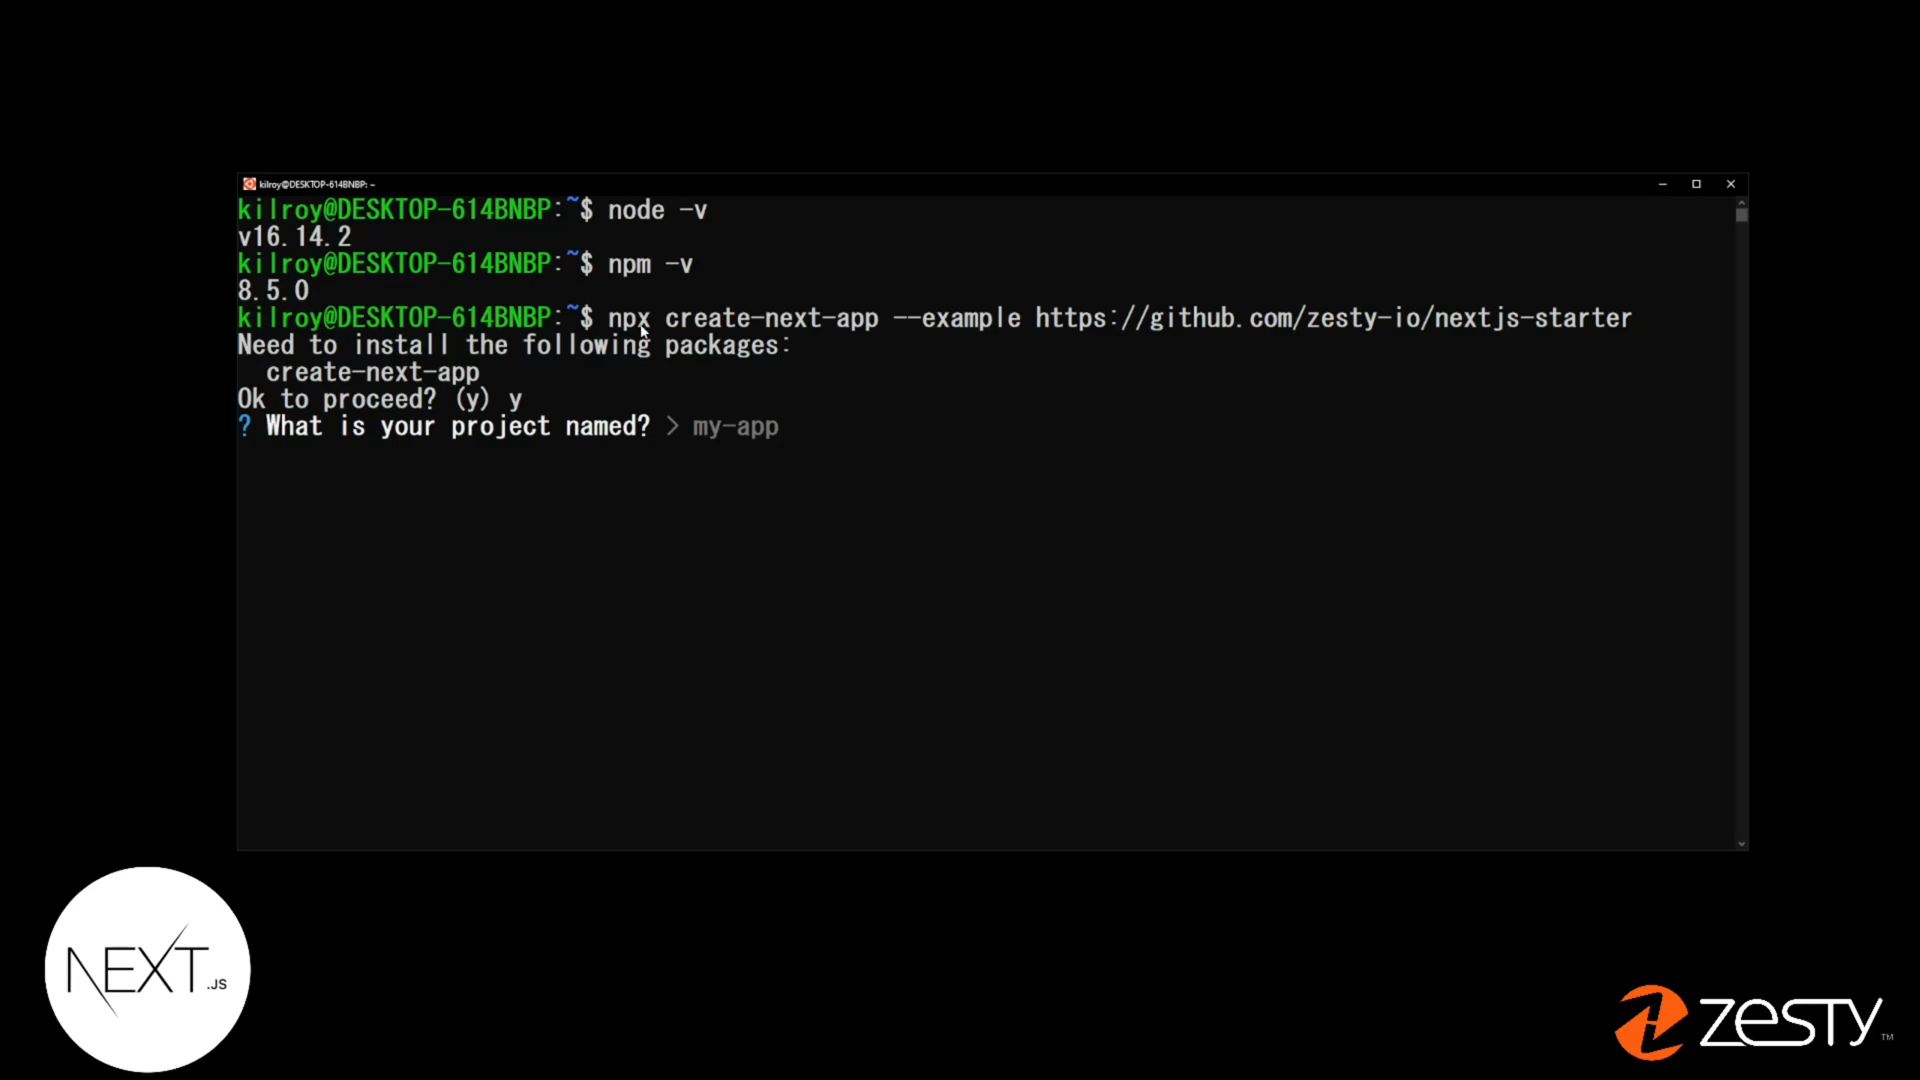 kilroy@DESKTOP-614BNBP: ~
kilroy@DESKTOP-614BNBP:~$ node -v
v16.14.2
kilroy@DESKTOP-614BNBP:~$ npm -v
8.5.0
kilroy@DESKTOP-614BNBP:~$ npx create-next-app --example https://github.com/zesty-io/nextjs-starter
Need to install the following packages:
  create-next-app
Ok to proceed? (y) y
? What is your project named? > my-app
NEXT.JS
ZESTY™